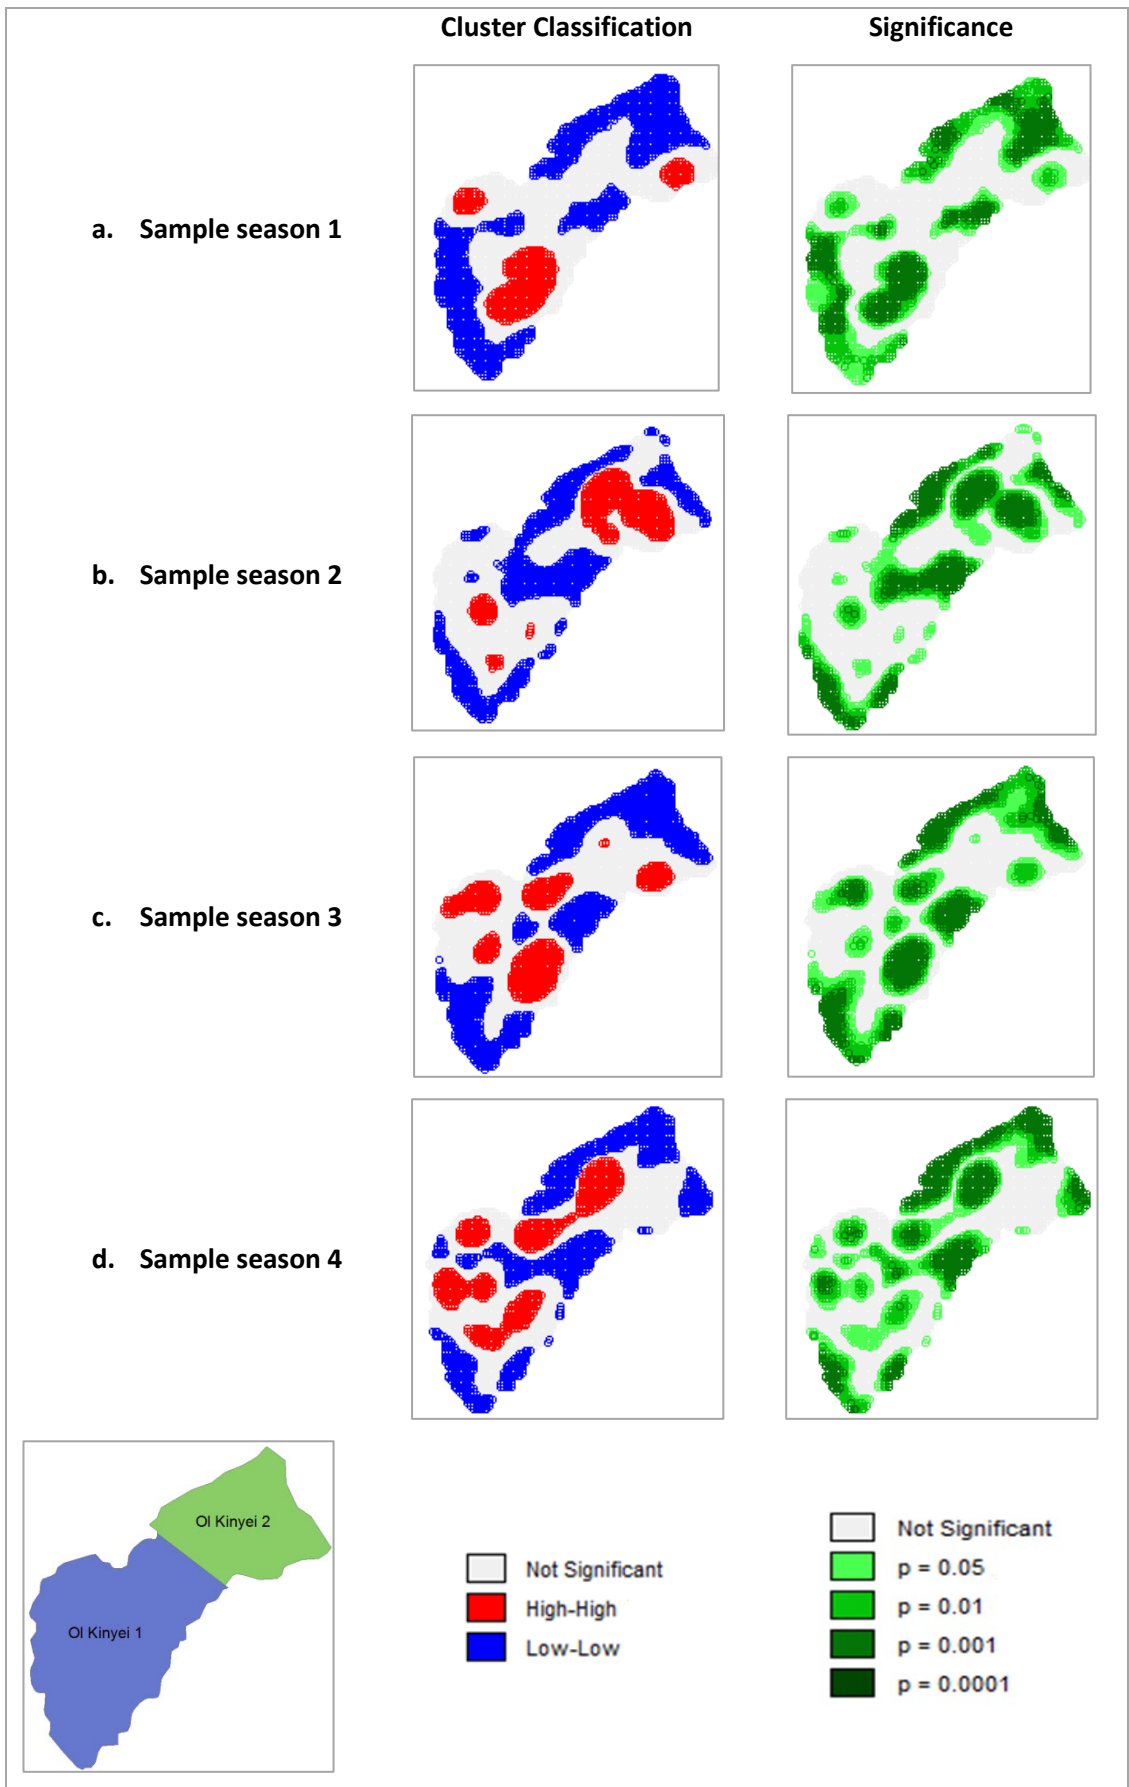 Cluster Classification
Significance
a. Sample season 1
b. Sample season 2
c. Sample season 3
d. Sample season 4
Ol Kinyei 2
Ol Kinyei 1
Not Significant
High-High
Low-Low
Not Significant
p = 0.05
p = 0.01
p = 0.001
p = 0.0001